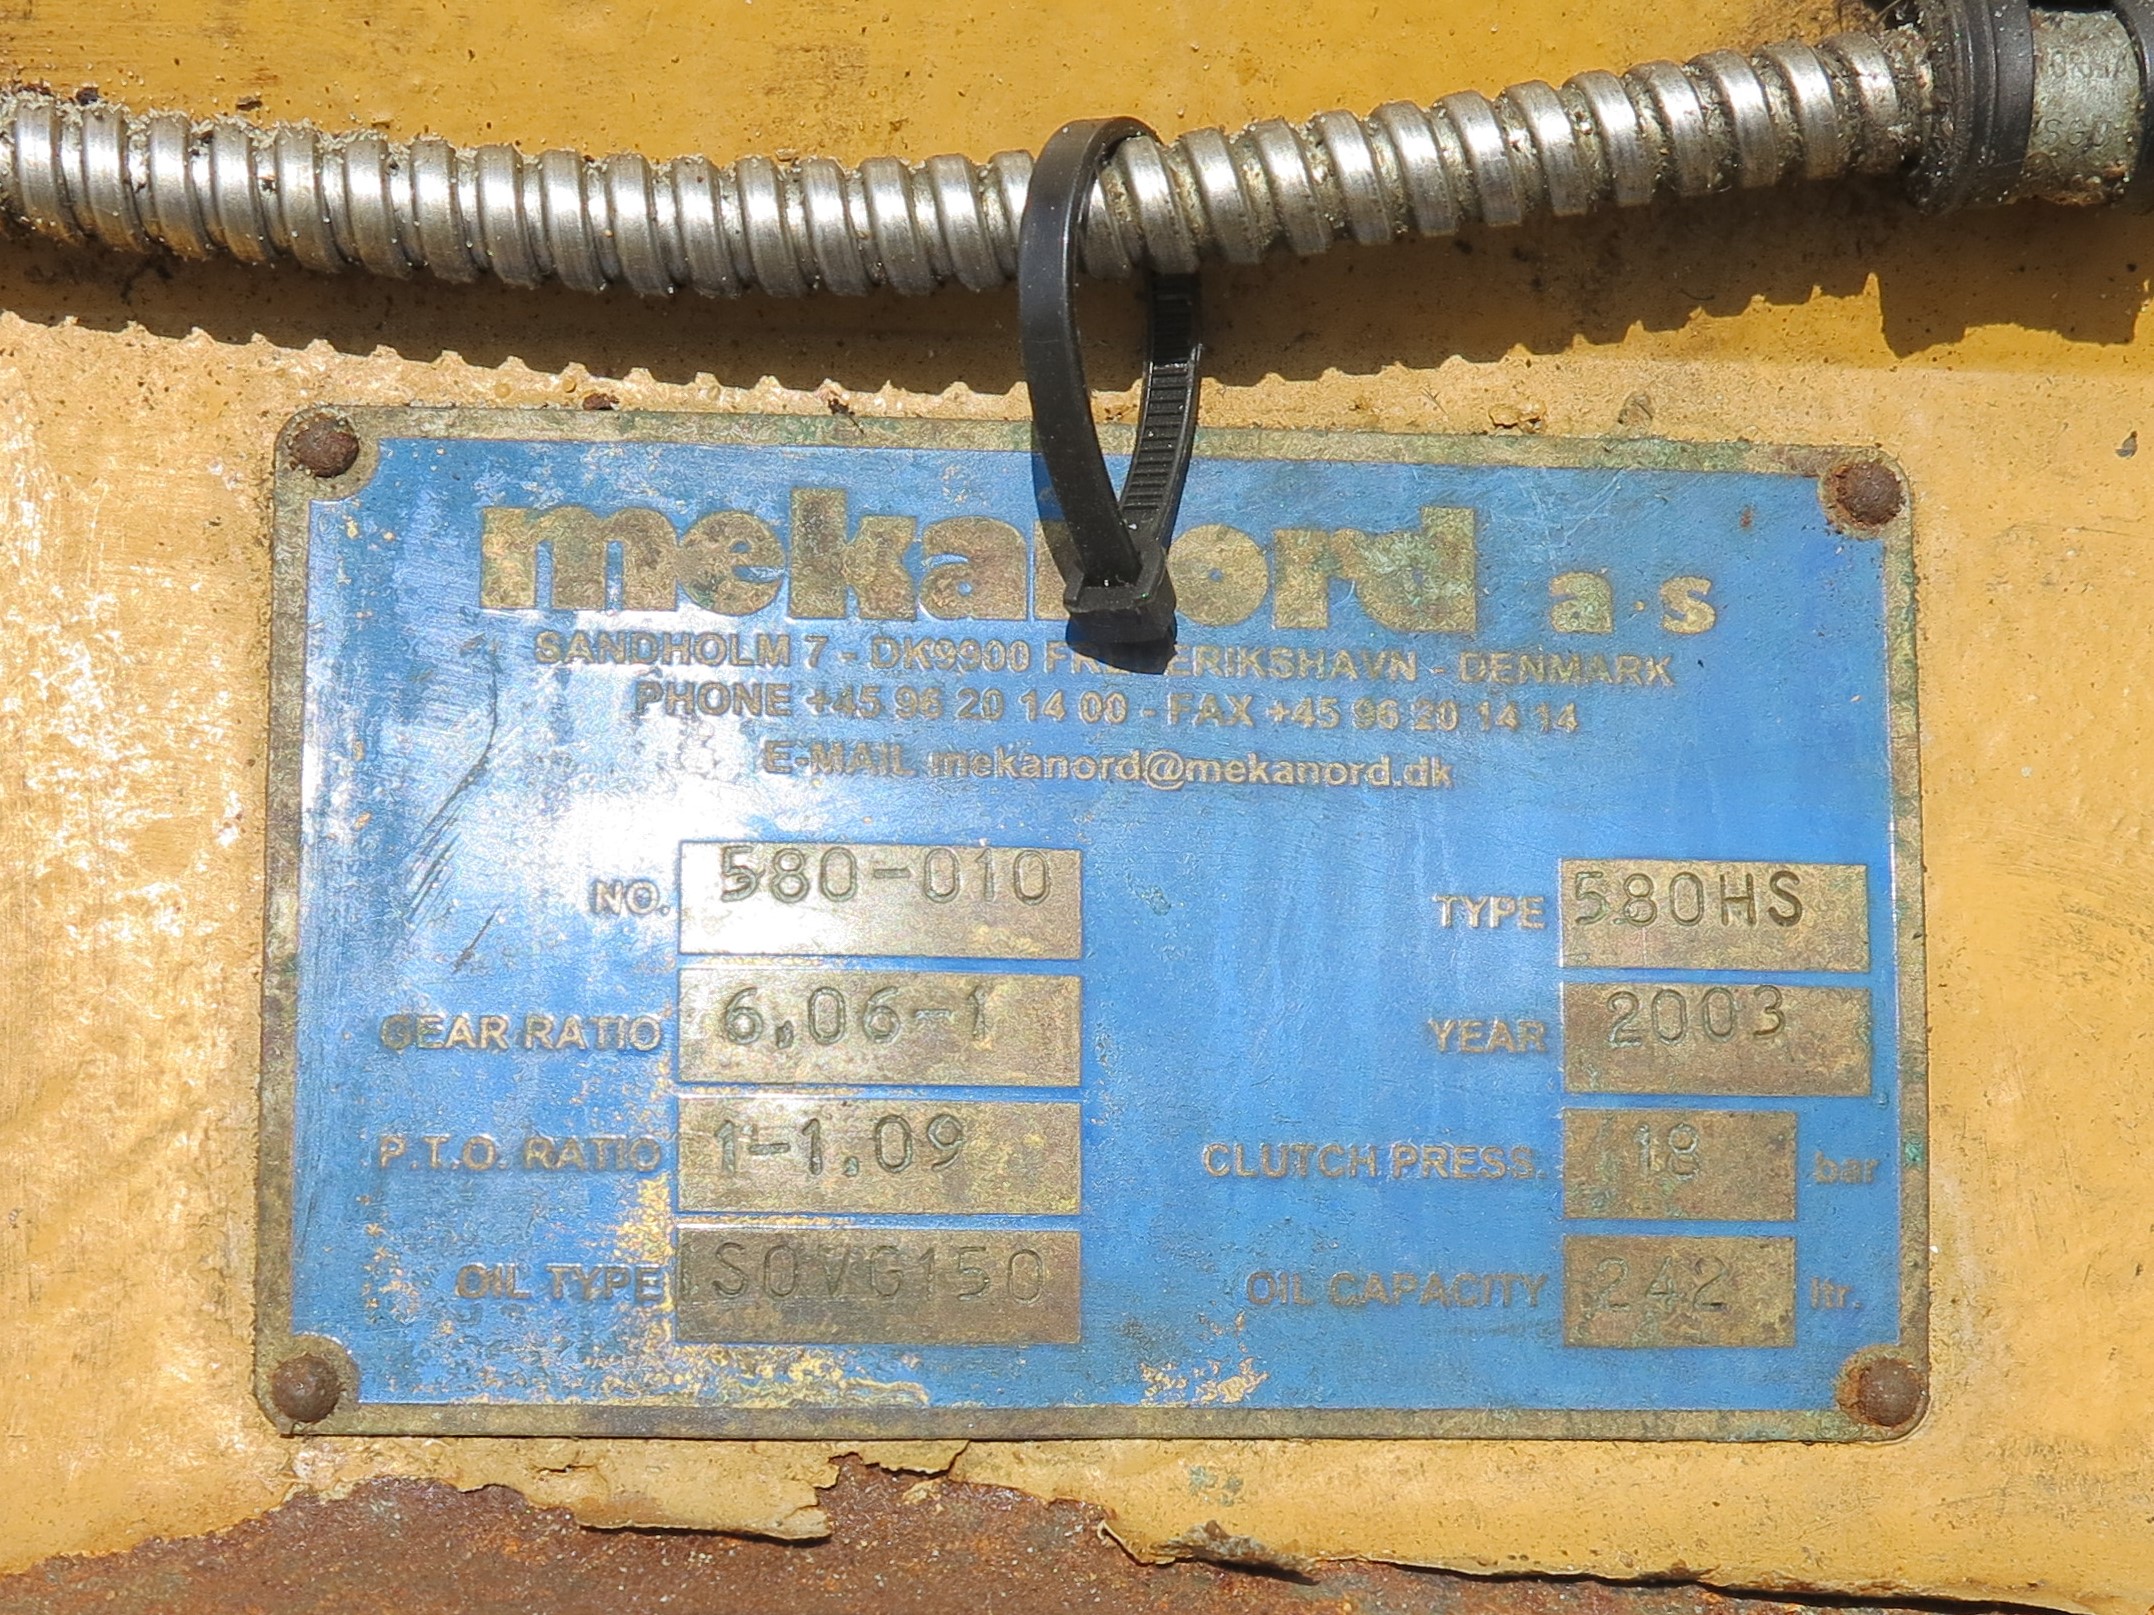 mekanord a·s
SANDHOLM 7 - DK9900 FREDERIKSHAVN - DENMARK
PHONE +45 96 20 14 00 - FAX +45 96 20 14 14
E-MAIL mekanord@mekanord.dk
NO. 580-010
TYPE 580HS
GEAR RATIO 6,06-1
YEAR 2003
P.T.O. RATIO 1-1.09
CLUTCH PRESS. 18 bar
OIL TYPE ISOVG150
OIL CAPACITY 242 ltr.